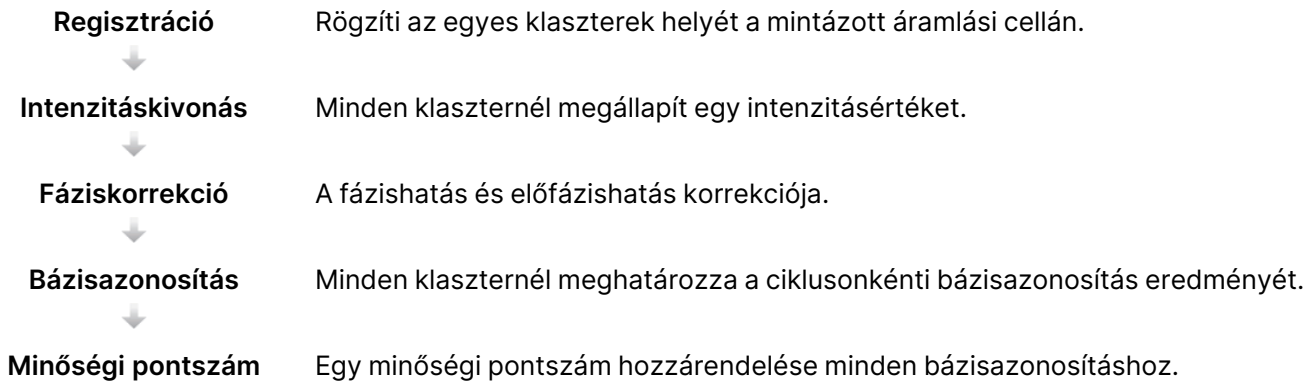 Regisztráció Rögzíti az egyes klaszterek helyét a mintázott áramlási cellán.
Intenzitáskivonás Minden klaszternél megállapít egy intenzitásértéket.
Fáziskorrekció A fázishatás és előfázishatás korrekciója.
Bázisazonosítás Minden klaszternél meghatározza a ciklusonkénti bázisazonosítás eredményét.
Minőségi pontszám Egy minőségi pontszám hozzárendelése minden bázisazonosításhoz.